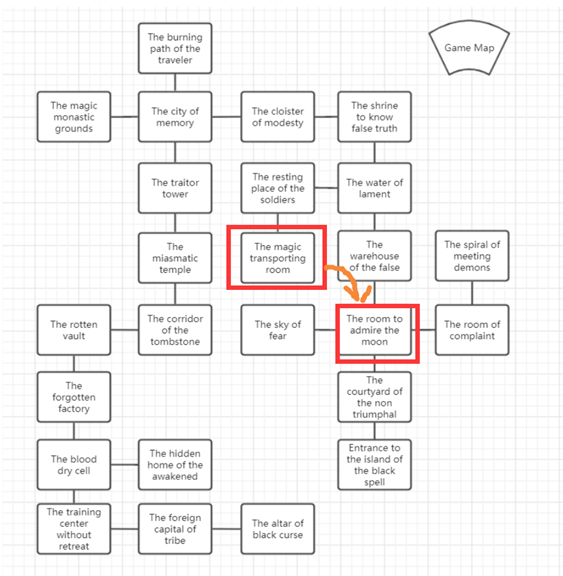 The burning
path of the
traveler
Game Map
The magic
monastic
grounds
The city of
memory
The cloister
of modesty
The shrine
to know
false truth
The traitor
tower
The resting
place of the
soldiers
The water of
lament
The
miasmatic
temple
The magic
transporting
room
The
warehouse
of the false
The spiral of
meeting
demons
The rotten
vault
The corridor
of the
tombstone
The sky of
fear
The room to
admire the
moon
The room of
complaint
The
forgotten
factory
The
courtyard of
the non
triumphal
The blood
dry cell
The hidden
home of the
awakened
Entrance to
the island of
the black
spell
The training
center
without
retreat
The foreign
capital of
tribe
The altar of
black curse